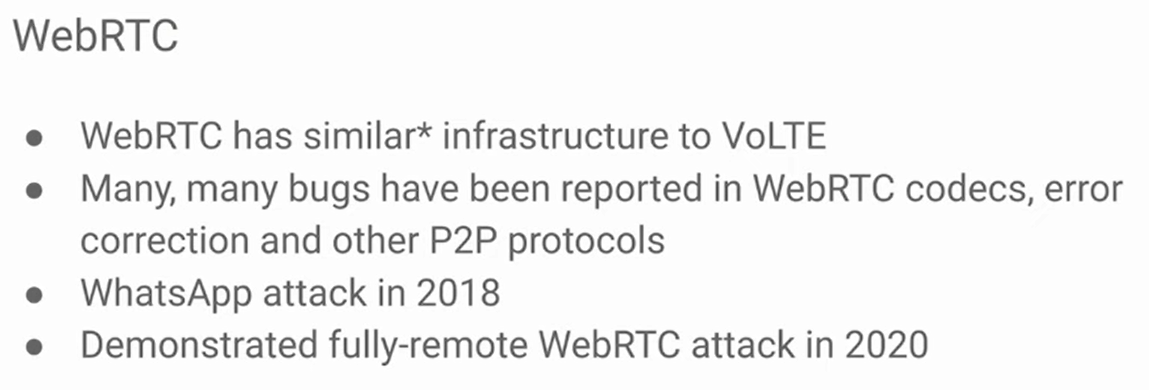 WebRTC
● WebRTC has similar* infrastructure to VoLTE
● Many, many bugs have been reported in WebRTC codecs, error
correction and other P2P protocols
● WhatsApp attack in 2018
● Demonstrated fully-remote WebRTC attack in 2020